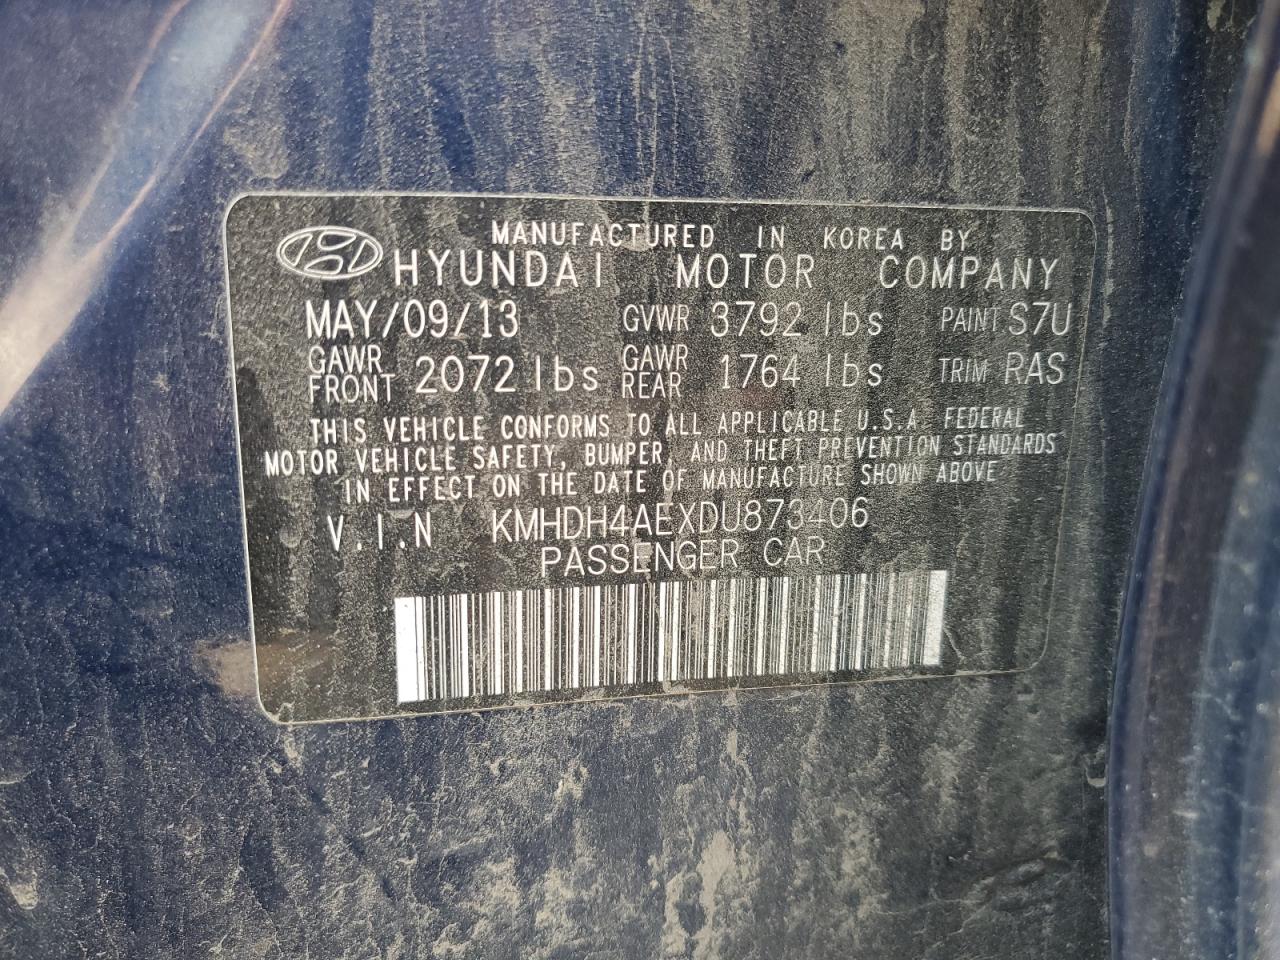 MANUFACTURED IN KOREA BY
HYUNDAI MOTOR COMPANY
MAY/09/13 GVWR 3792 lbs PAINT S7U
GAWR FRONT 2072 lbs GAWR REAR 1764 lbs TRIM RAS
THIS VEHICLE CONFORMS TO ALL APPLICABLE U.S.A FEDERAL
MOTOR VEHICLE SAFETY, BUMPER, AND THEFT PREVENTION STANDARDS
IN EFFECT ON THE DATE OF MANUFACTURE SHOWN ABOVE
V.I.N KMHDH4AEXDU873406
PASSENGER CAR